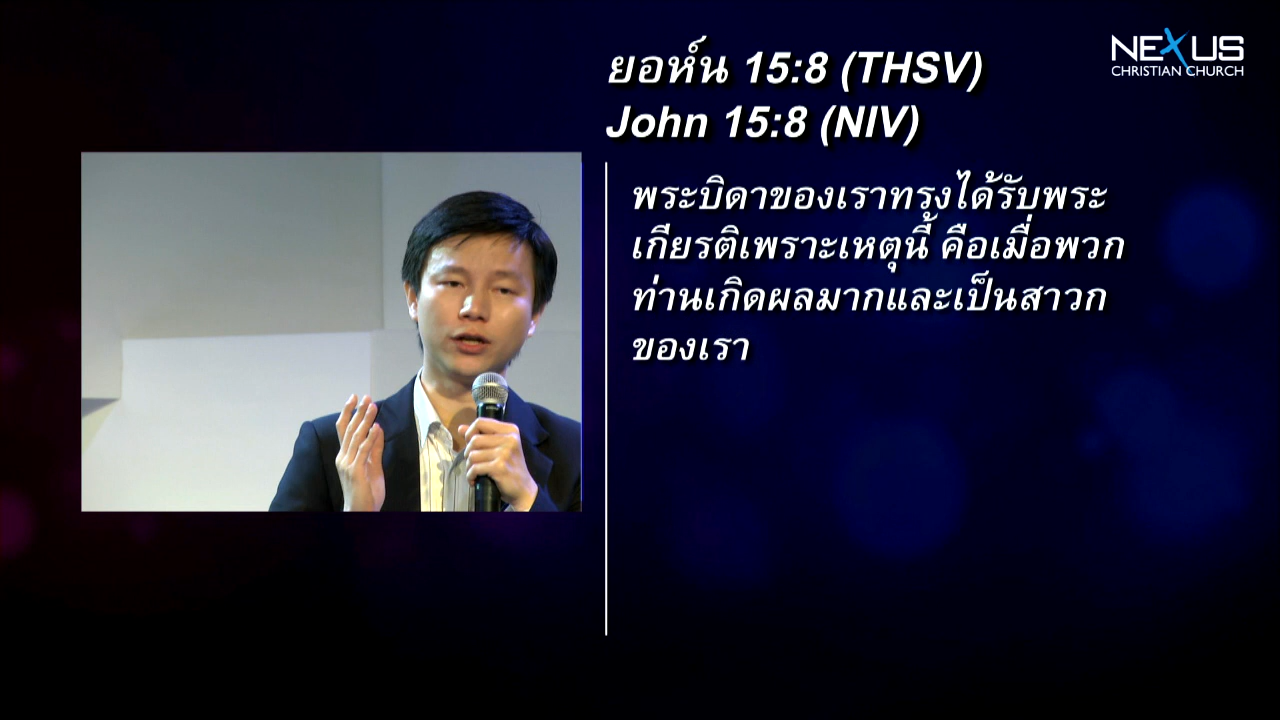 NEXUS
CHRISTIAN CHURCH
ยอห์น 15:8 (THSV)
John 15:8 (NIV)
พระบิดาของเราทรงได้รับพระ
เกียรติเพราะเหตุนี้ คือเมื่อพวก
ท่านเกิดผลมากและเป็นสาวก
ของเรา